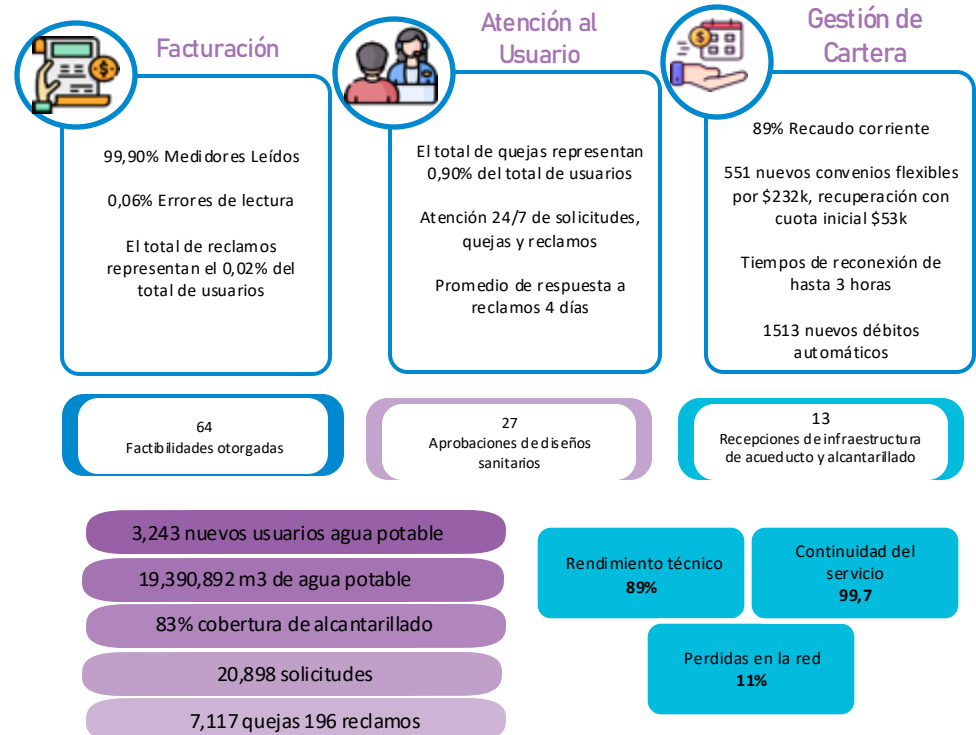 Facturación
99,90% Medidores Leídos
0,06% Errores de lectura
El total de reclamos
representan el 0,02% del
total de usuarios
Atención al
Usuario
El total de quejas representan
0,90% del total de usuarios
Atención 24/7 de solicitudes,
quejas y reclamos
Promedio de respuesta a
reclamos 4 días
Gestión de
Cartera
89% Recaudo corriente
551 nuevos convenios flexibles
por $232k, recuperación con
cuota inicial $53k
Tiempos de reconexión de
hasta 3 horas
1513 nuevos débitos
automáticos
64
Factibilidades otorgadas
27
Aprobaciones de diseños
sanitarios
13
Recepciones de infraestructura
de acueducto y alcantarillado
3,243 nuevos usuarios agua potable
19,390,892 m3 de agua potable
83% cobertura de alcantarillado
20,898 solicitudes
7,117 quejas 196 reclamos
Rendimiento técnico
89%
Continuidad del
servicio
99,7
Perdidas en la red
11%